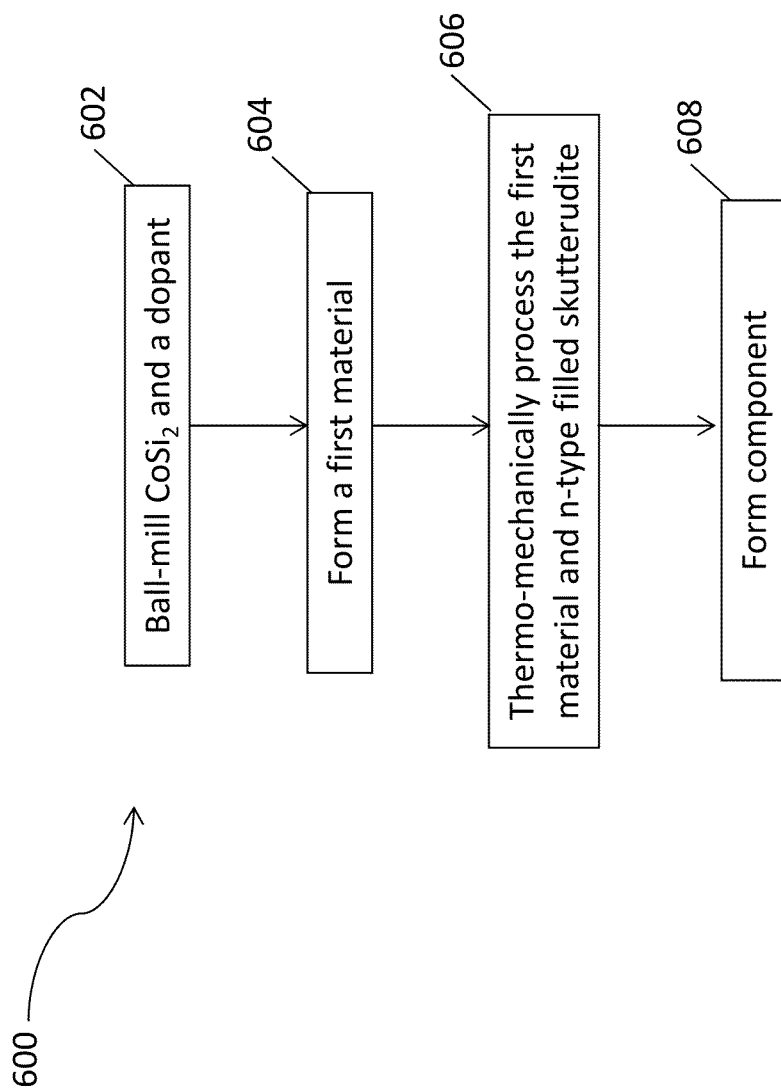 600
602
Ball-mill CoSi₂ and a dopant
604
Form a first material
606
Thermo-mechanically process the first
material and n-type filled skutterudite
608
Form component